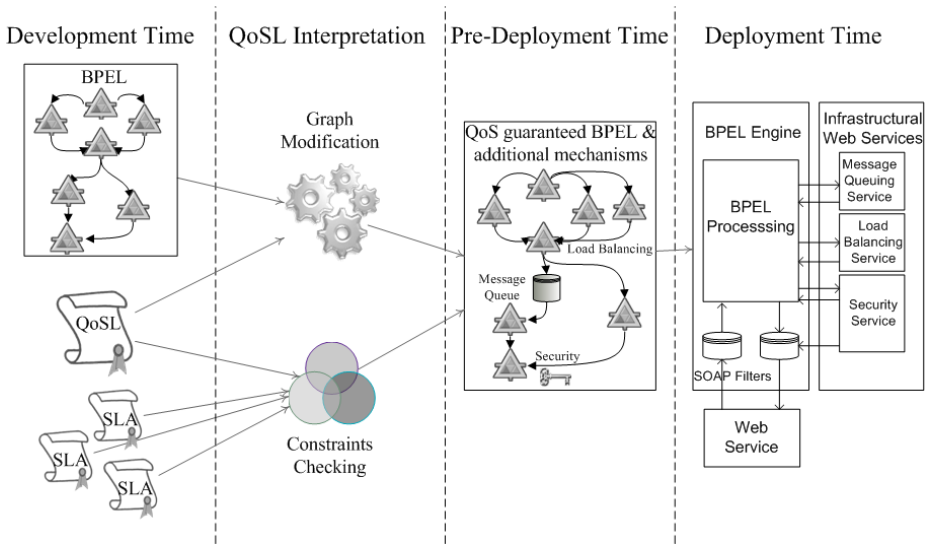 Development Time
QoSL Interpretation
Pre-Deployment Time
Deployment Time
BPEL
QoSL
SLA
SLA
SLA
Graph
Modification
Constraints
Checking
QoS guaranteed BPEL &
additional mechanisms
Load Balancing
Message
Queue
Security
BPEL Engine
BPEL
Processsing
SOAP Filters
Web
Service
Infrastructural
Web Services
Message
Queuing
Service
Load
Balancing
Service
Security
Service